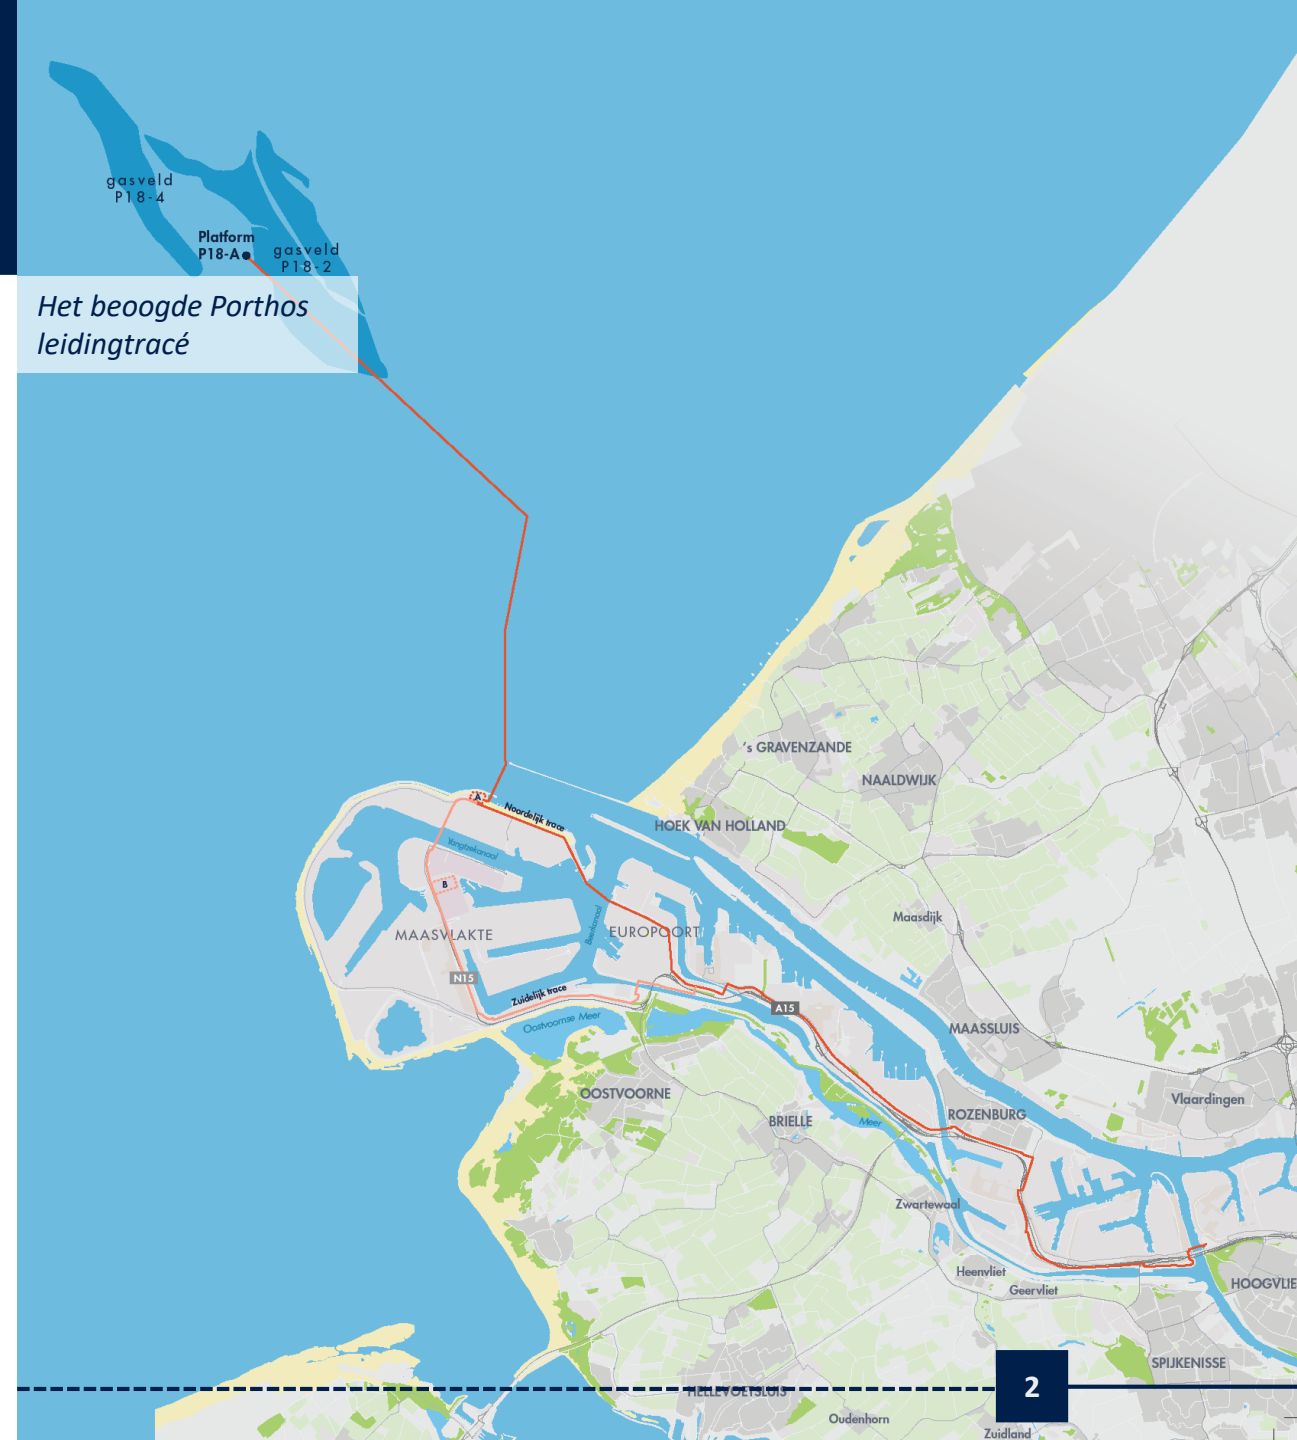 gasveld
P18-4
Platform
P18-A
gasveld
P18-2
Het beoogde Porthos
leidingtracé
's GRAVENZANDE
NAALDWIJK
A
Noordelijk trace
HOEK VAN HOLLAND
Yangtzekanaal
B
Maasdijk
Beerkanaal
MAASVLAKTE
EUROPOORT
N15
Zuidelijk trace
A15
Oostvoornse Meer
MAASSLUIS
OOSTVOORNE
Vlaardingen
ROZENBURG
BRIELLE
Meer
Zwartewaal
Heenvliet
Geervliet
HOOGVLIE
SPIJKENISSE
2
HELLEVOETSLUIS
Oudenhorn
Zuidland